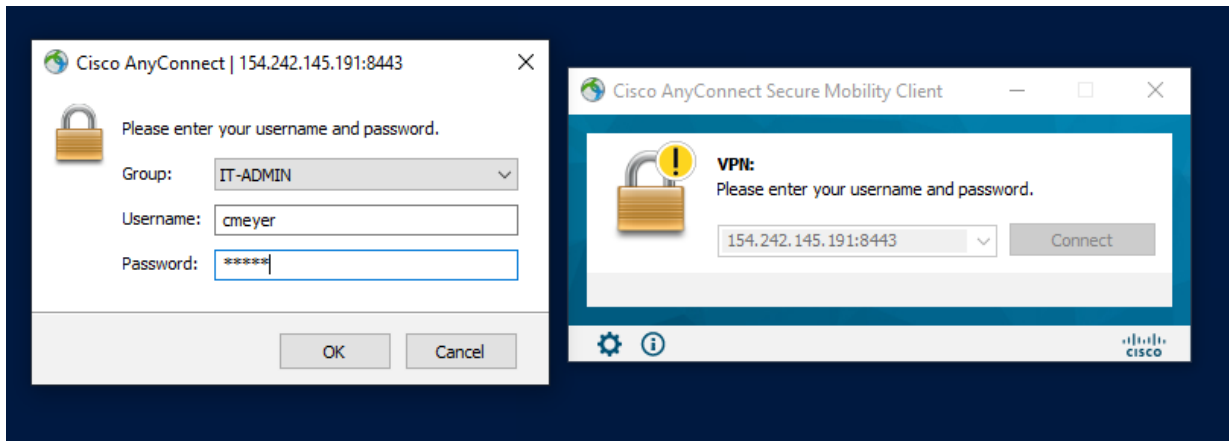 Cisco AnyConnect | 154.242.145.191:8443
Please enter your username and password.
Group: IT-ADMIN
Username: cmeyer
Password: *****
OK Cancel
Cisco AnyConnect Secure Mobility Client
VPN:
Please enter your username and password.
154.242.145.191:8443 Connect
CISCO